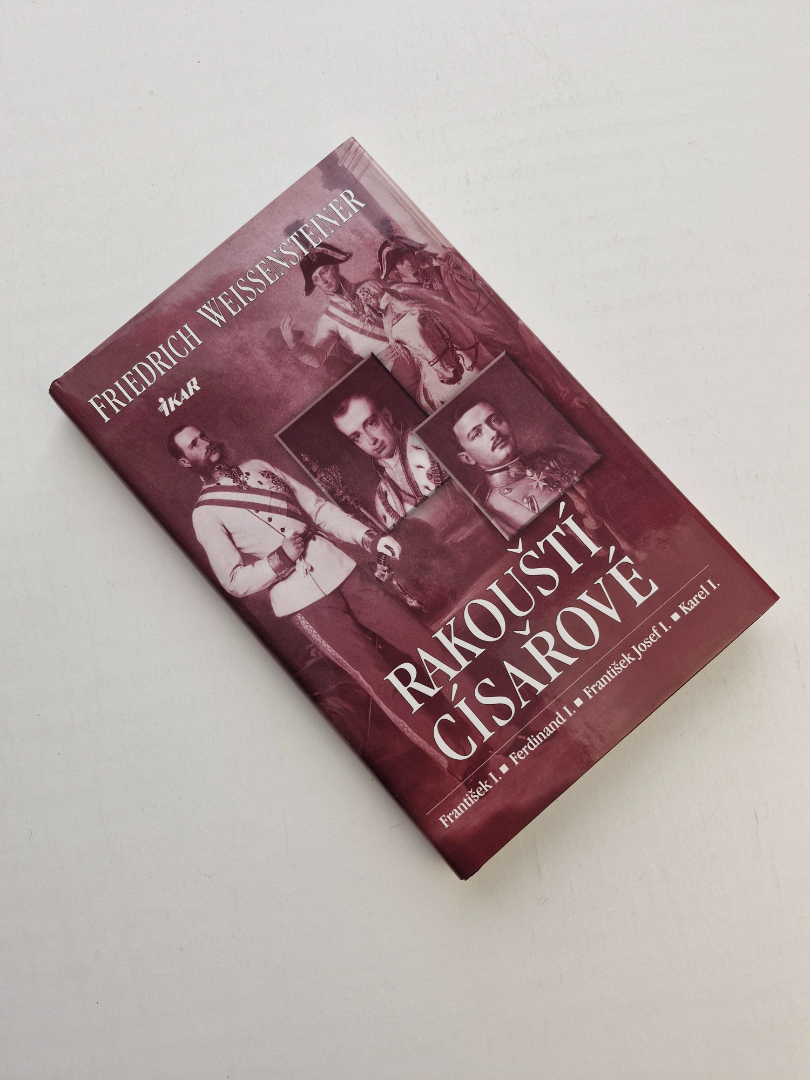 FRIEDRICH WEISSENSTEINER
IKAR
RAKOUŠTÍ
CÍSAŘOVÉ
František I. ■ Ferdinand I. ■ František Josef I. ■ Karel I.